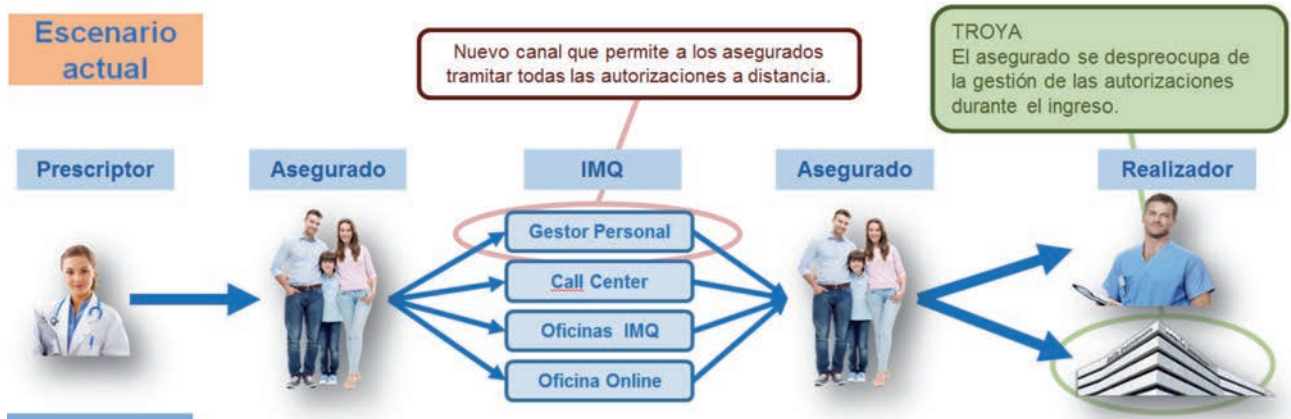 Escenario
actual
Nuevo canal que permite a los asegurados
tramitar todas las autorizaciones a distancia.
TROYA
El asegurado se despreocupa de
la gestión de las autorizaciones
durante el ingreso.
Prescriptor
Asegurado
IMQ
Asegurado
Realizador
Gestor Personal
Call Center
Oficinas IMQ
Oficina Online